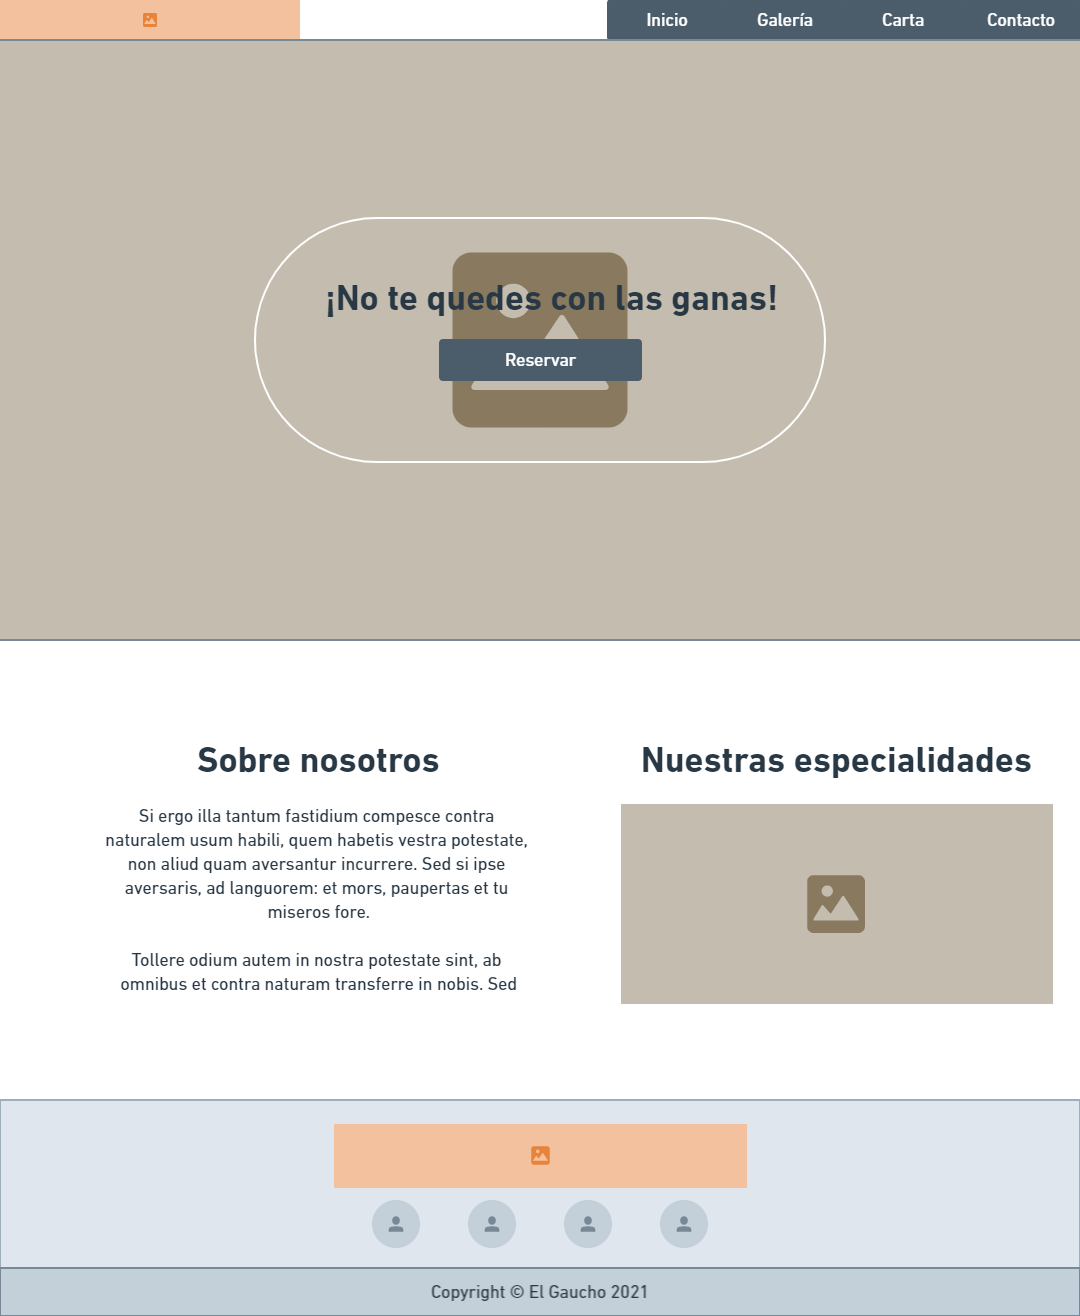 Inicio Galería Carta Contacto
¡No te quedes con las ganas!
Reservar
Sobre nosotros
Si ergo illa tantum fastidium compesce contra
naturalem usum habili, quem habetis vestra potestate,
non aliud quam aversantur incurrere. Sed si ipse
aversaris, ad languorem: et mors, paupertas et tu
miseros fore.
Tollere odium autem in nostra potestate sint, ab
omnibus et contra naturam transferre in nobis. Sed
Nuestras especialidades
Copyright © El Gaucho 2021